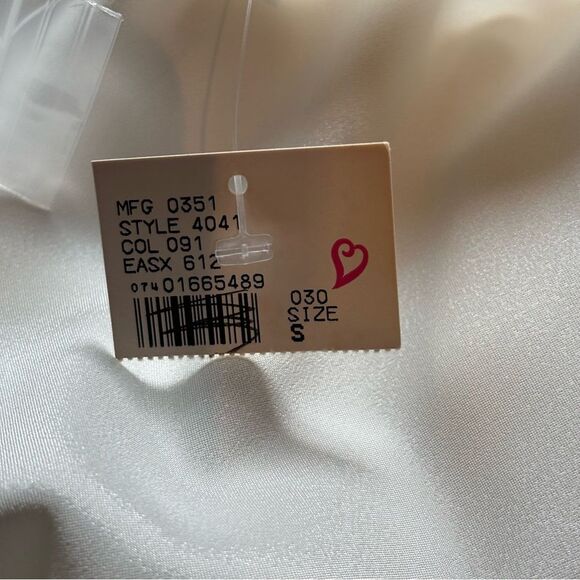 MFG 0351
STYLE 4041
COL 091
EASX 612
074 01665489
030
SIZE
S